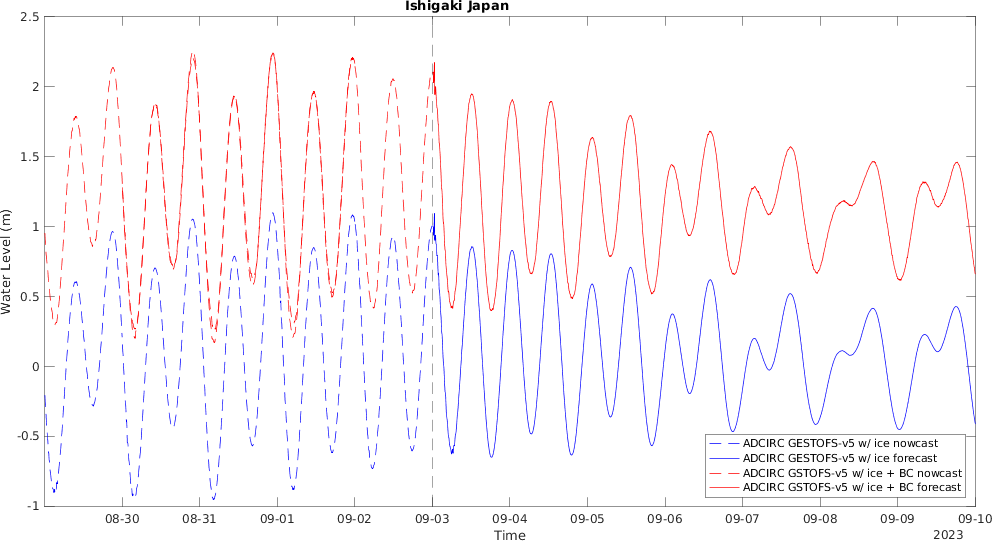 Ishigaki Japan
2.5
2
1.5
1
0.5
0
-0.5
-1
Water Level (m)
08-30 08-31 09-01 09-02 09-03 09-04 09-05 09-06 09-07 09-08 09-09 09-10
Time
2023
ADCIRC GESTOFS-v5 w/ ice nowcast
ADCIRC GESTOFS-v5 w/ ice forecast
ADCIRC GSTOFS-v5 w/ ice + BC nowcast
ADCIRC GSTOFS-v5 w/ ice + BC forecast